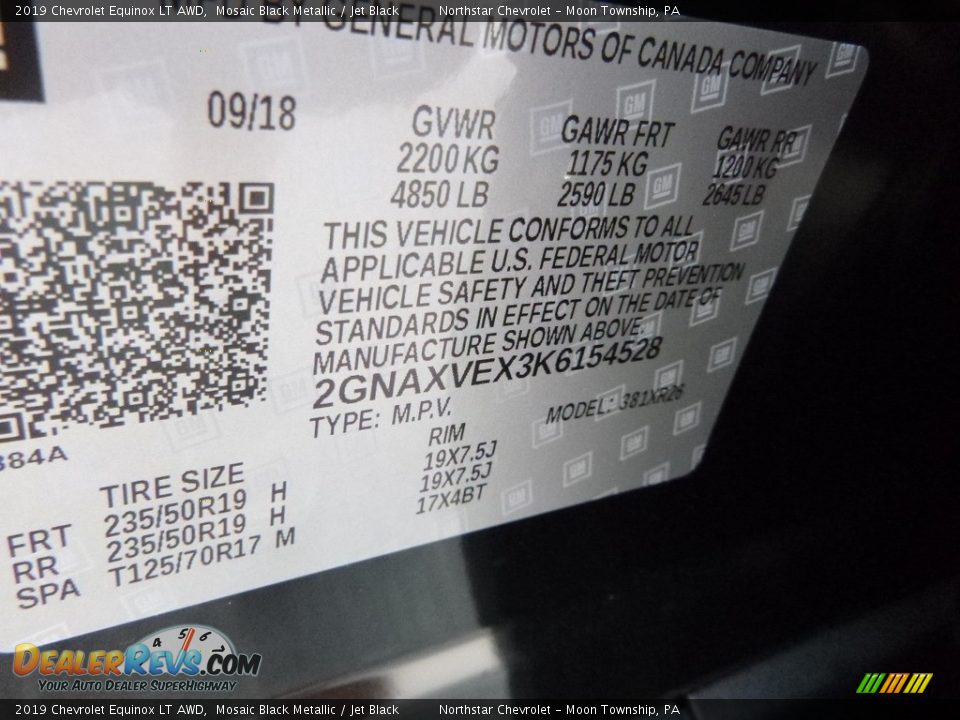 2019 Chevrolet Equinox LT AWD,  Mosaic Black Metallic / Jet Black          Northstar Chevrolet - Moon Township, PA
BY GENERAL MOTORS OF CANADA COMPANY
09/18
GVWR GAWR FRT GAWR RR
2200 KG 1175 KG 1200 KG
4850 LB 2590 LB 2645 LB
THIS VEHICLE CONFORMS TO ALL
APPLICABLE U.S. FEDERAL MOTOR
VEHICLE SAFETY AND THEFT PREVENTION
STANDARDS IN EFFECT ON THE DATE OF
MANUFACTURE SHOWN ABOVE.
2GNAXVEX3K6154528
TYPE: M.P.V. MODEL: 381XR26
384A
TIRE SIZE RIM
FRT 235/50R19 H 19X7.5J
RR 235/50R19 H 19X7.5J
SPA T125/70R17 M 17X4BT
DEALERREVS.COM
YOUR AUTO DEALER SUPERHIGHWAY
2019 Chevrolet Equinox LT AWD,  Mosaic Black Metallic / Jet Black          Northstar Chevrolet - Moon Township, PA